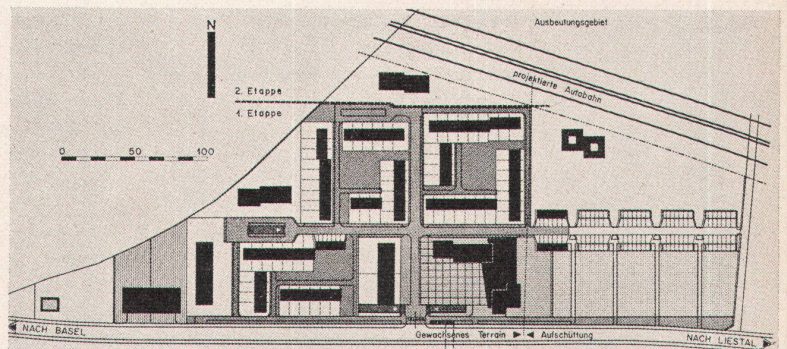 Ausbeutungsgebiet
N
projektierte Autobahn
2. Etappe
1. Etappe
0 50 100
Gewachsenes Terrain Aufschüttung
NACH BASEL
NACH LIESTAL